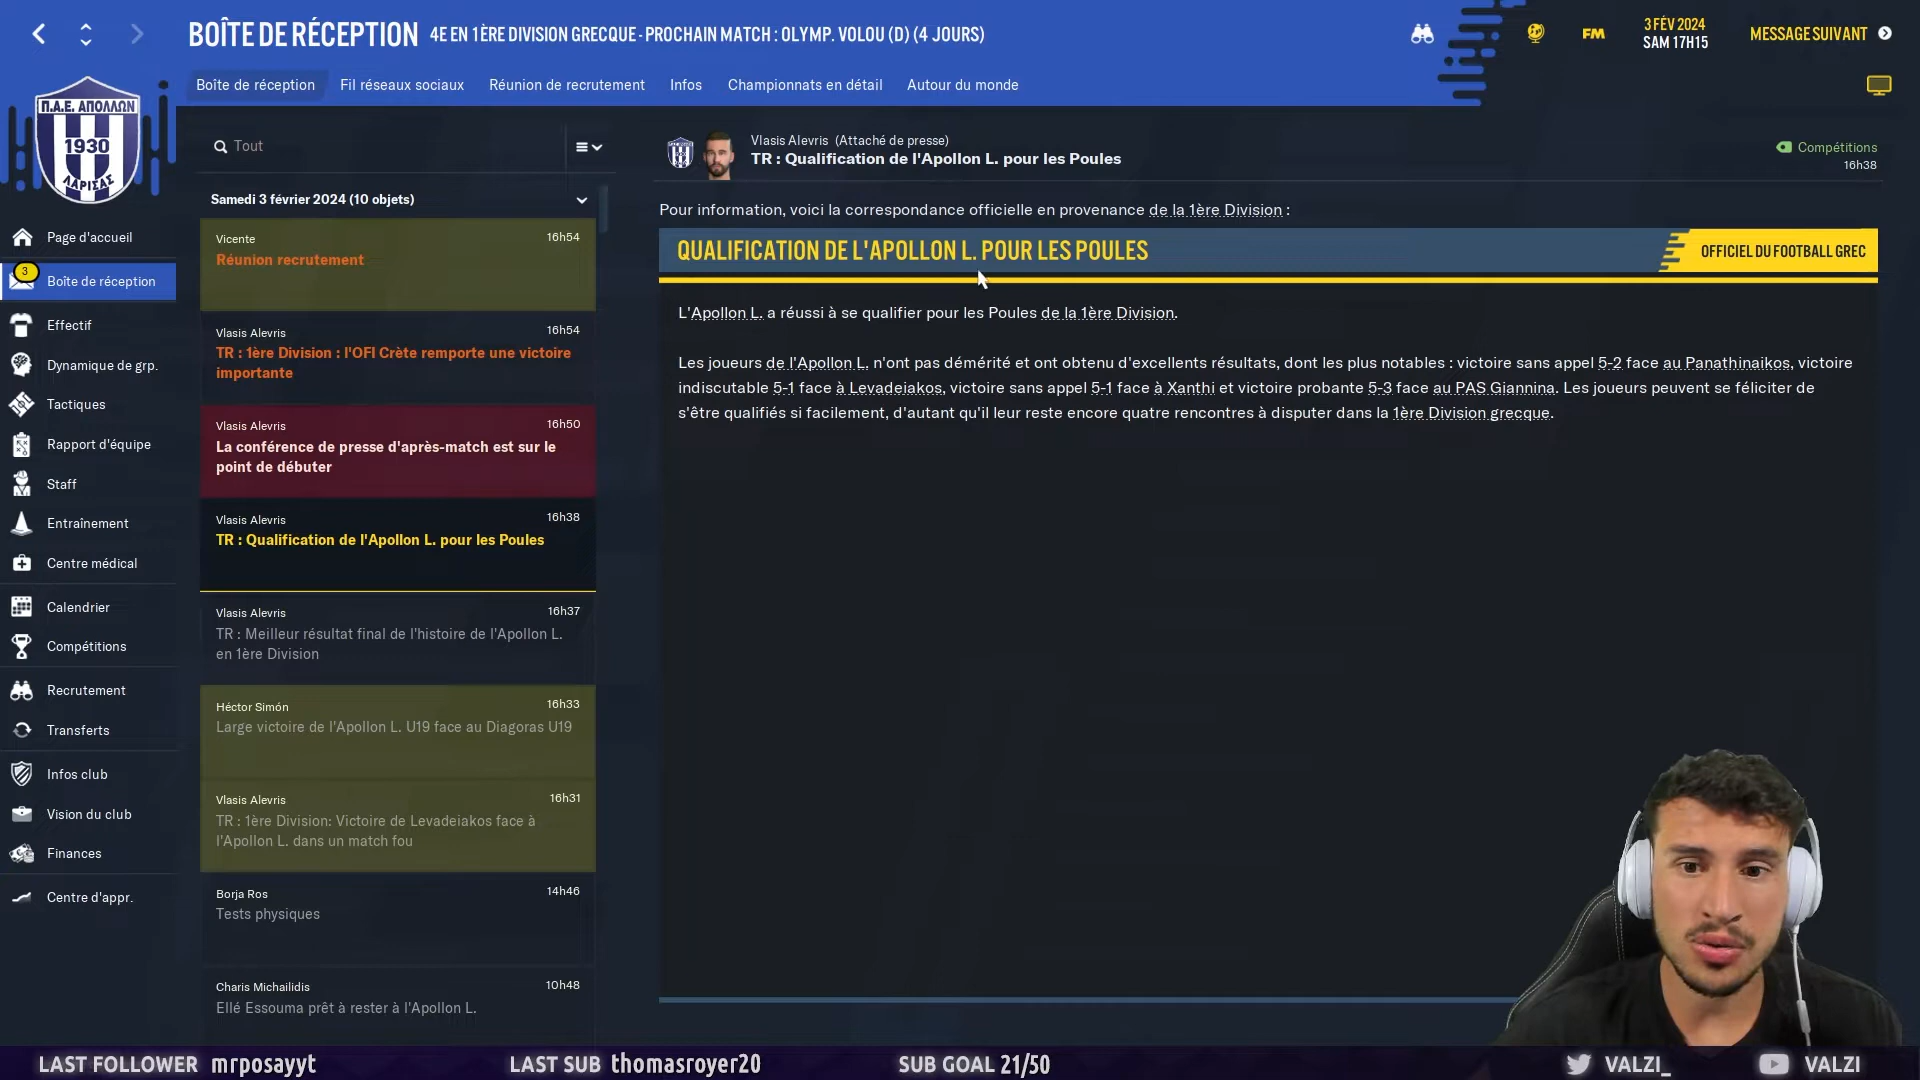 BOÎTE DE RÉCEPTION
4E EN 1ÈRE DIVISION GRECQUE - PROCHAIN MATCH : OLYMP. VOLOU (D) (4 JOURS)
FM
3 FÉV 2024
SAM 17H15
MESSAGE SUIVANT
Boîte de réception
Fil réseaux sociaux
Réunion de recrutement
Infos
Championnats en détail
Autour du monde
Π.Α.Ε. ΑΠΟΛΛΩΝ
1930
ΛΑΡΙΣΑΣ
Page d'accueil
3
Boîte de réception
Effectif
Dynamique de grp.
Tactiques
Rapport d'équipe
Staff
Entraînement
Centre médical
Calendrier
Compétitions
Recrutement
Transferts
Infos club
Vision du club
Finances
Centre d'appr.
Tout
Samedi 3 février 2024 (10 objets)
Vicente 16h54
Réunion recrutement
Vlasis Alevris 16h54
TR : 1ère Division : l'OFI Crète remporte une victoire
importante
Vlasis Alevris 16h50
La conférence de presse d'après-match est sur le
point de débuter
Vlasis Alevris 16h38
TR : Qualification de l'Apollon L. pour les Poules
Vlasis Alevris 16h37
TR : Meilleur résultat final de l'histoire de l'Apollon L.
en 1ère Division
Héctor Simón 16h33
Large victoire de l'Apollon L. U19 face au Diagoras U19
Vlasis Alevris 16h31
TR : 1ère Division: Victoire de Levadeiakos face à
l'Apollon L. dans un match fou
Borja Ros 14h46
Tests physiques
Charis Michailidis 10h48
Ellé Essouma prêt à rester à l'Apollon L.
Vlasis Alevris (Attaché de presse)
TR : Qualification de l'Apollon L. pour les Poules
Compétitions
16h38
Pour information, voici la correspondance officielle en provenance de la 1ère Division :
QUALIFICATION DE L'APOLLON L. POUR LES POULES
OFFICIEL DU FOOTBALL GREC
L'Apollon L. a réussi à se qualifier pour les Poules de la 1ère Division.
Les joueurs de l'Apollon L. n'ont pas démérité et ont obtenu d'excellents résultats, dont les plus notables : victoire sans appel 5-2 face au Panathinaikos, victoire
indiscutable 5-1 face à Levadeiakos, victoire sans appel 5-1 face à Xanthi et victoire probante 5-3 face au PAS Giannina. Les joueurs peuvent se féliciter de
s'être qualifiés si facilement, d'autant qu'il leur reste encore quatre rencontres à disputer dans la 1ère Division grecque.
LAST FOLLOWER mrposayyt
LAST SUB thomasroyer20
SUB GOAL 21/50
VALZI_
VALZI